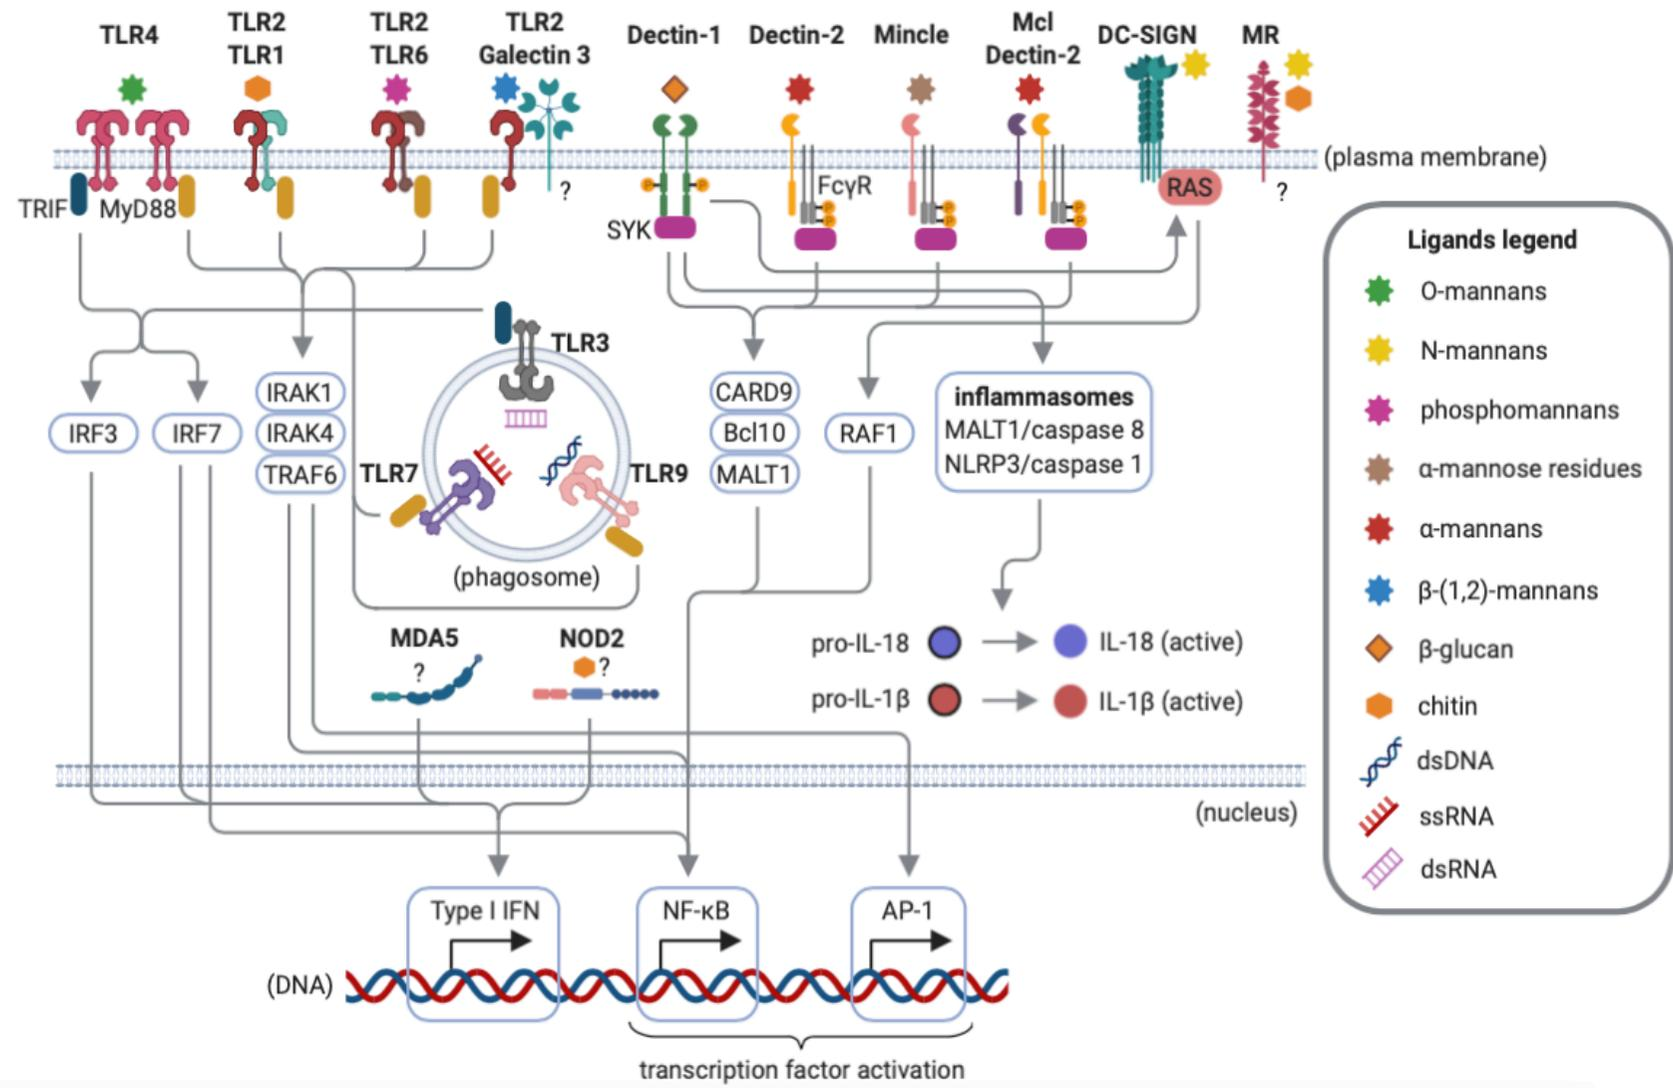 TLR4
TLR2
TLR1
TLR2
TLR6
TLR2
Galectin 3
Dectin-1
Dectin-2
Mincle
Mcl
Dectin-2
DC-SIGN
MR
(plasma membrane)
TRIF
MyD88
?
SYK
P
P
FcγR
P
P
P
P
P
P
RAS
?
Ligands legend
O-mannans
N-mannans
phosphomannans
α-mannose residues
α-mannans
β-(1,2)-mannans
β-glucan
chitin
dsDNA
ssRNA
dsRNA
TLR3
IRF3
IRF7
IRAK1
IRAK4
TRAF6
TLR7
TLR9
(phagosome)
CARD9
Bcl10
MALT1
RAF1
inflammasomes
MALT1/caspase 8
NLRP3/caspase 1
MDA5
?
NOD2
?
pro-IL-18
IL-18 (active)
pro-IL-1β
IL-1β (active)
(nucleus)
Type I IFN
NF-κB
AP-1
(DNA)
transcription factor activation